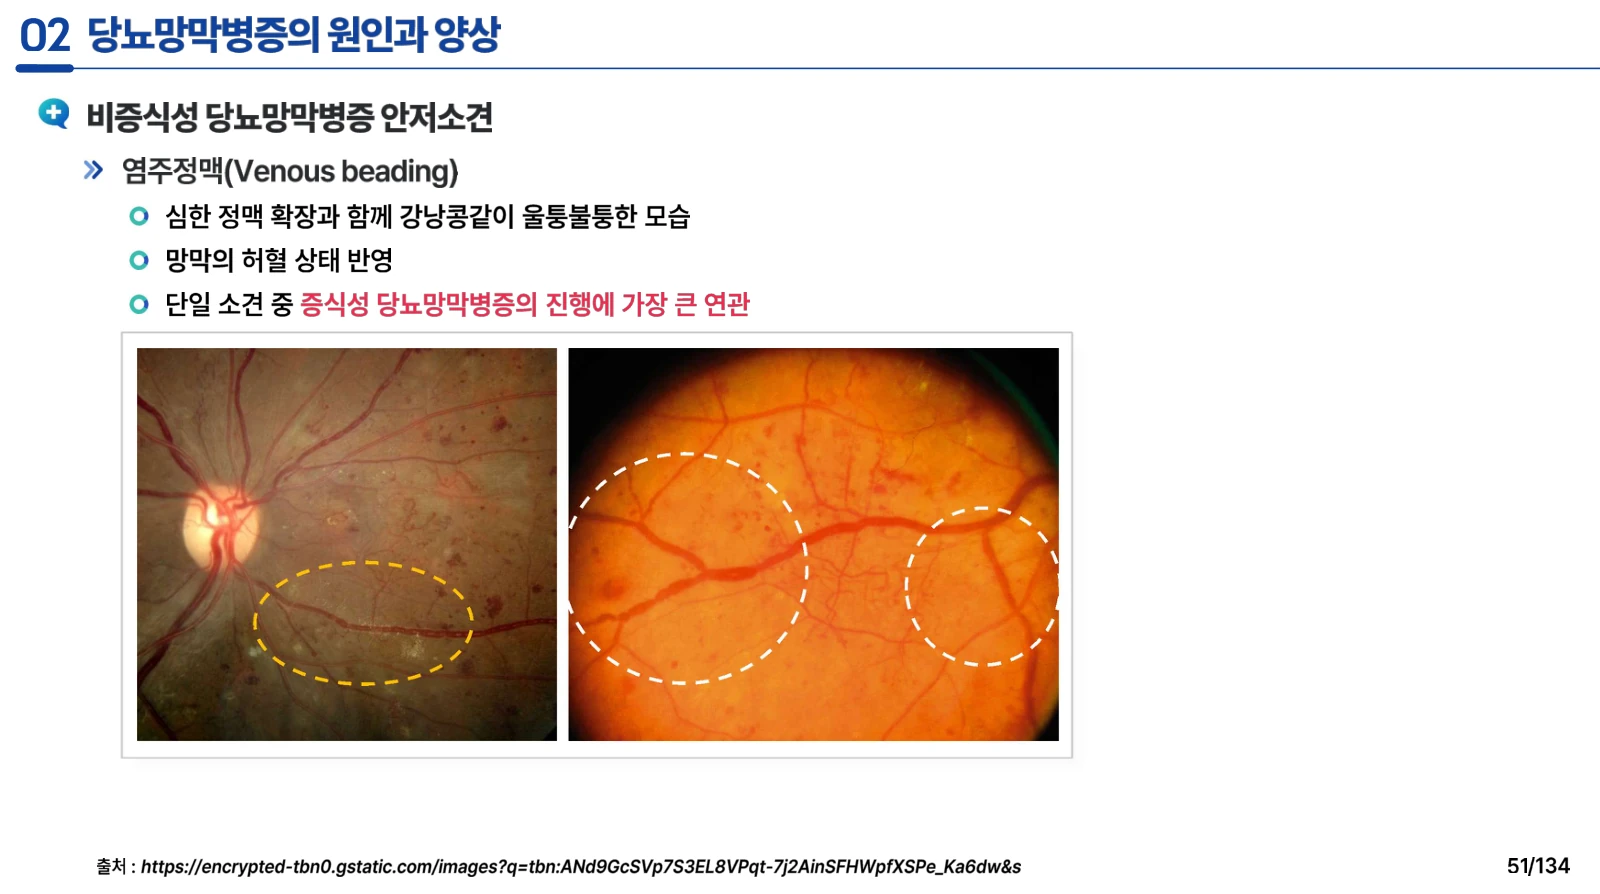 02 당뇨망막병증의 원인과 양상
비증식성 당뇨망막병증 안저소견
염주정맥(Venous beading)
심한 정맥 확장과 함께 강낭콩같이 울퉁불퉁한 모습
망막의 허혈 상태 반영
단일 소견 중 증식성 당뇨망막병증의 진행에 가장 큰 연관
출처 : https://encrypted-tbn0.gstatic.com/images?q=tbn:ANd9GcSVp7S3EL8VPqt-7j2AinSFHWpfXSPe_Ka6dw&s
51/134